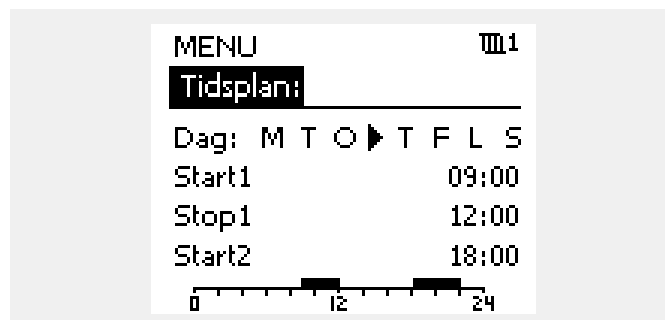 MENU 1
Tidsplan:
Dag: M T O T F L S
Start1 09:00
Stop1 12:00
Start2 18:00
0 12 24